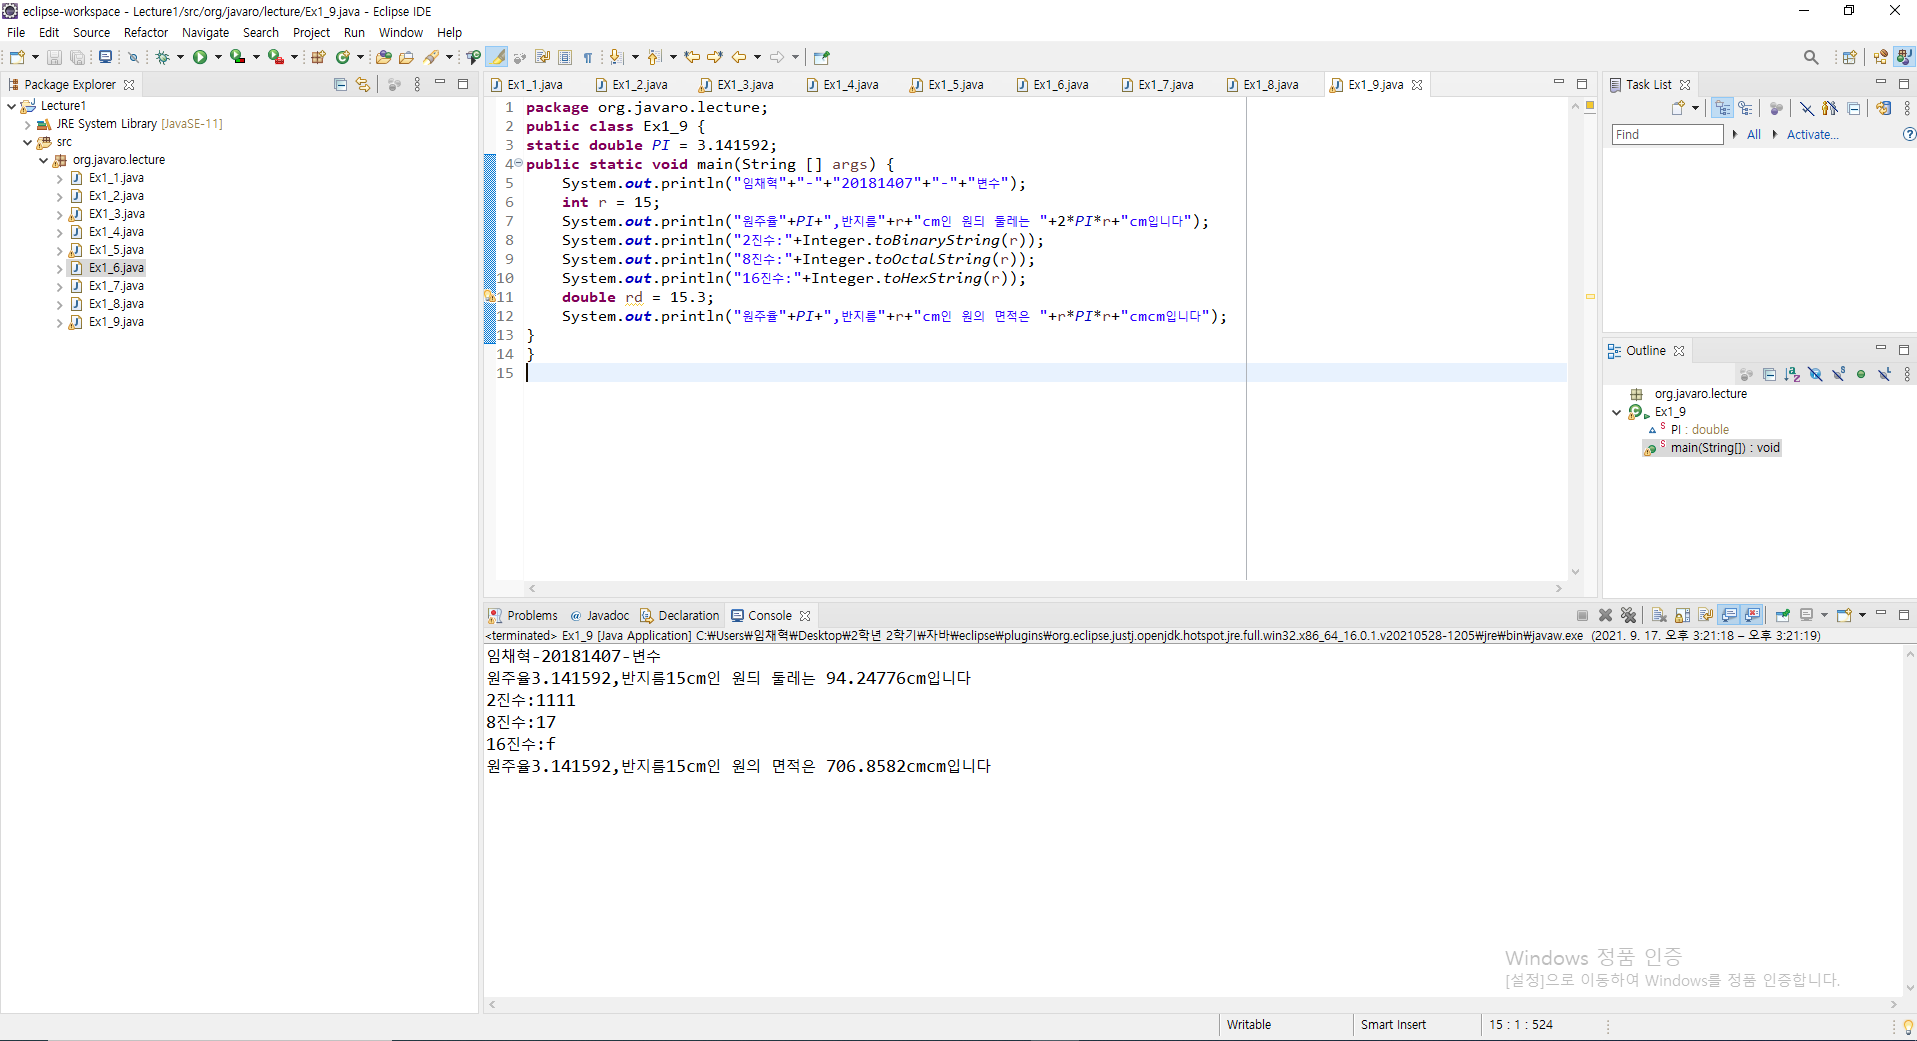 eclipse-workspace - Lecture1/src/org/javaro/lecture/Ex1_9.java - Eclipse IDE
File Edit Source Refactor Navigate Search Project Run Window Help
Package Explorer
Lecture1
JRE System Library [JavaSE-11]
src
org.javaro.lecture
Ex1_1.java
Ex1_2.java
EX1_3.java
Ex1_4.java
Ex1_5.java
Ex1_6.java
Ex1_7.java
Ex1_8.java
Ex1_9.java
Ex1_1.java Ex1_2.java EX1_3.java Ex1_4.java Ex1_5.java Ex1_6.java Ex1_7.java Ex1_8.java Ex1_9.java
1 package org.javaro.lecture;
2 public class Ex1_9 {
3 static double PI = 3.141592;
4 public static void main(String [] args) {
5 System.out.println("임채혁"+"-"+"20181407"+"-"+"변수");
6 int r = 15;
7 System.out.println("원주율"+PI+",반지름"+r+"cm인 원듸 둘레는 "+2*PI*r+"cm입니다");
8 System.out.println("2진수:"+Integer.toBinaryString(r));
9 System.out.println("8진수:"+Integer.toOctalString(r));
10 System.out.println("16진수:"+Integer.toHexString(r));
11 double rd = 15.3;
12 System.out.println("원주율"+PI+",반지름"+r+"cm인 원의 면적은 "+r*PI*r+"cmcm입니다");
13 }
14 }
15
Task List
Find All Activate...
Outline
org.javaro.lecture
Ex1_9
PI : double
main(String[]) : void
Problems @ Javadoc Declaration Console
<terminated> Ex1_9 [Java Application] C:₩Users₩임채혁₩Desktop₩2학년 2학기₩자바₩eclipse₩plugins₩org.eclipse.justj.openjdk.hotspot.jre.full.win32.x86_64_16.0.1.v20210528-1205₩jre₩bin₩javaw.exe (2021. 9. 17. 오후 3:21:18 – 오후 3:21:19)
임채혁-20181407-변수
원주율3.141592,반지름15cm인 원듸 둘레는 94.24776cm입니다
2진수:1111
8진수:17
16진수:f
원주율3.141592,반지름15cm인 원의 면적은 706.8582cmcm입니다
Windows 정품 인증
[설정]으로 이동하여 Windows를 정품 인증합니다.
Writable Smart Insert 15 : 1 : 524